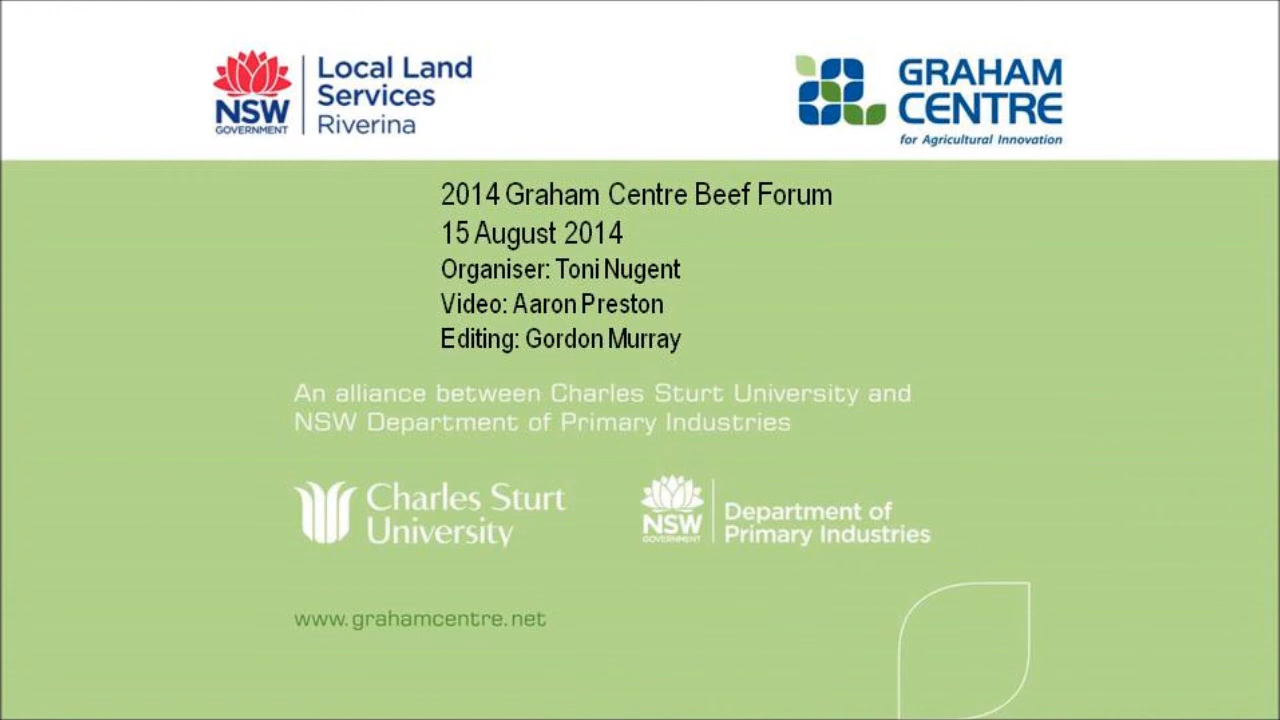 NSW
GOVERNMENT
Local Land
Services
Riverina
GRAHAM
CENTRE
for Agricultural Innovation
2014 Graham Centre Beef Forum
15 August 2014
Organiser: Toni Nugent
Video: Aaron Preston
Editing: Gordon Murray
An alliance between Charles Sturt University and
NSW Department of Primary Industries
Charles Sturt
University
NSW
GOVERNMENT
Department of
Primary Industries
www.grahamcentre.net